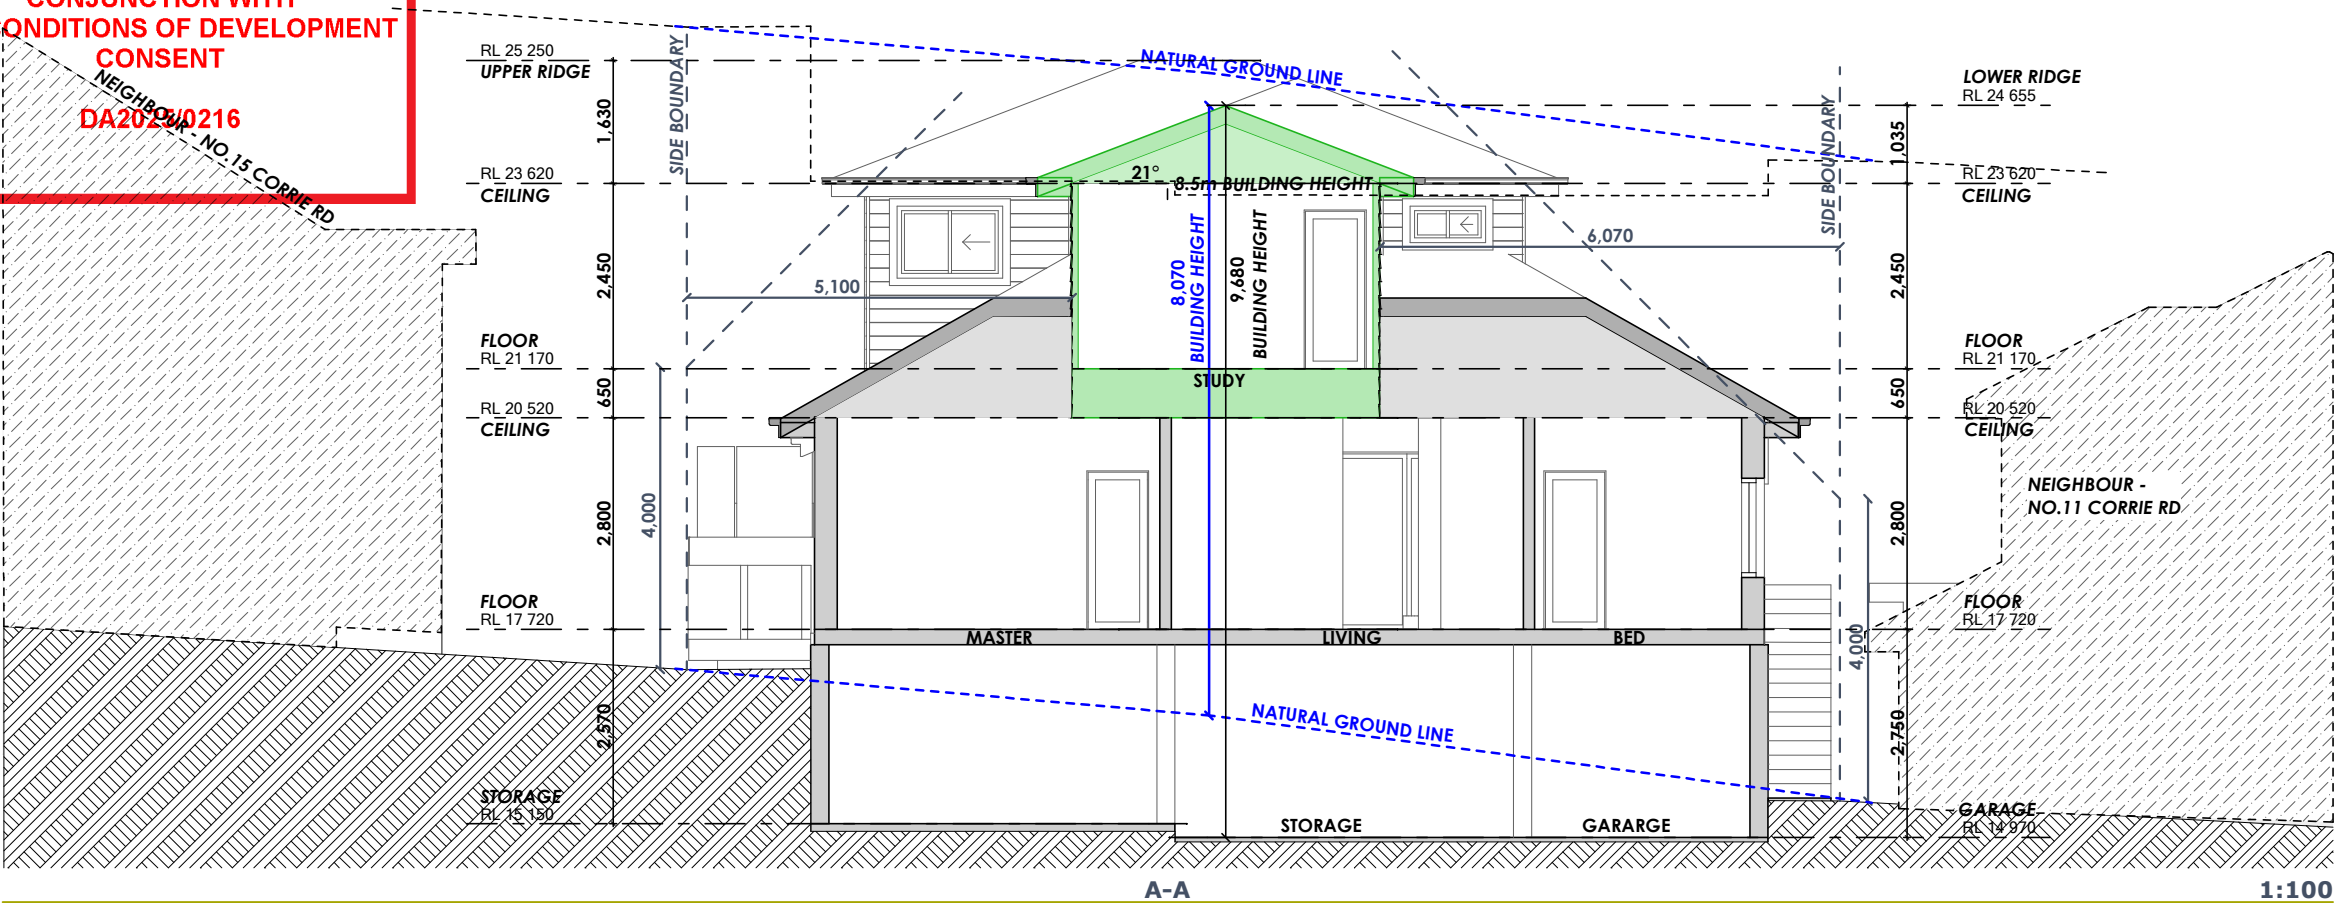 CONJUNCTION WITH
CONDITIONS OF DEVELOPMENT
CONSENT
DA2025/0216
NEIGHBOUR - NO.15 CORRIE RD
RL 25 250
UPPER RIDGE
1,630
RL 23 620
CEILING
2,450
FLOOR
RL 21 170
650
RL 20 520
CEILING
2,800
4,000
FLOOR
RL 17 720
2,570
STORAGE
RL 15 150
SIDE BOUNDARY
NATURAL GROUND LINE
21°
8.5m BUILDING HEIGHT
5,100
8,070
BUILDING HEIGHT
9,680
BUILDING HEIGHT
6,070
STUDY
MASTER
LIVING
BED
NATURAL GROUND LINE
STORAGE
GARARGE
SIDE BOUNDARY
LOWER RIDGE
RL 24 655
1,035
RL 23 620
CEILING
2,450
FLOOR
RL 21 170
650
RL 20 520
CEILING
NEIGHBOUR -
NO.11 CORRIE RD
2,800
FLOOR
RL 17 720
4,000
2,750
GARAGE
RL 14 970
A-A
1:100